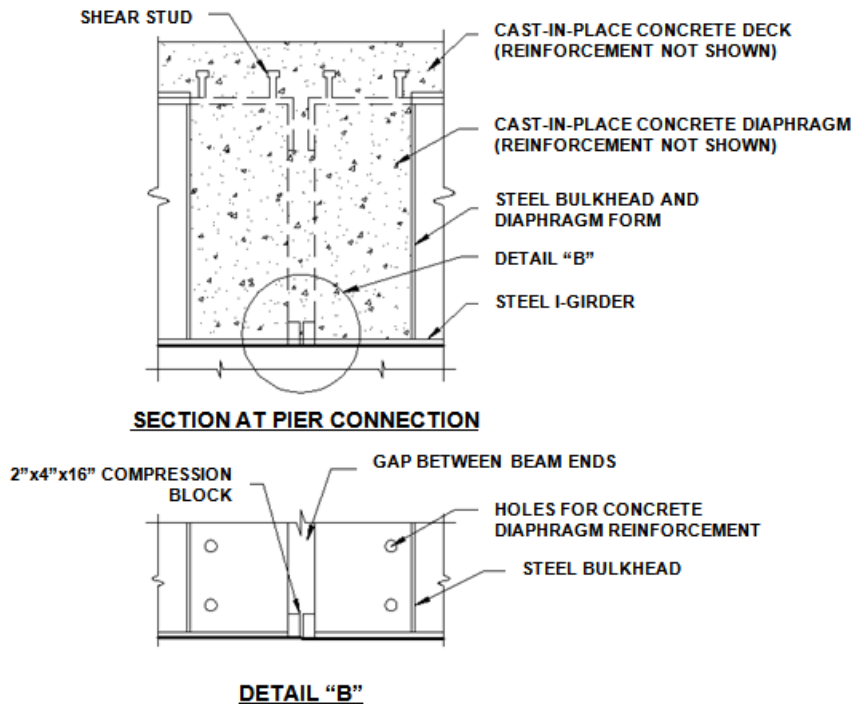 SHEAR STUD
CAST-IN-PLACE CONCRETE DECK
(REINFORCEMENT NOT SHOWN)
CAST-IN-PLACE CONCRETE DIAPHRAGM
(REINFORCEMENT NOT SHOWN)
STEEL BULKHEAD AND
DIAPHRAGM FORM
DETAIL “B”
STEEL I-GIRDER
SECTION AT PIER CONNECTION
2”x4”x16” COMPRESSION
BLOCK
GAP BETWEEN BEAM ENDS
HOLES FOR CONCRETE
DIAPHRAGM REINFORCEMENT
STEEL BULKHEAD
DETAIL “B”